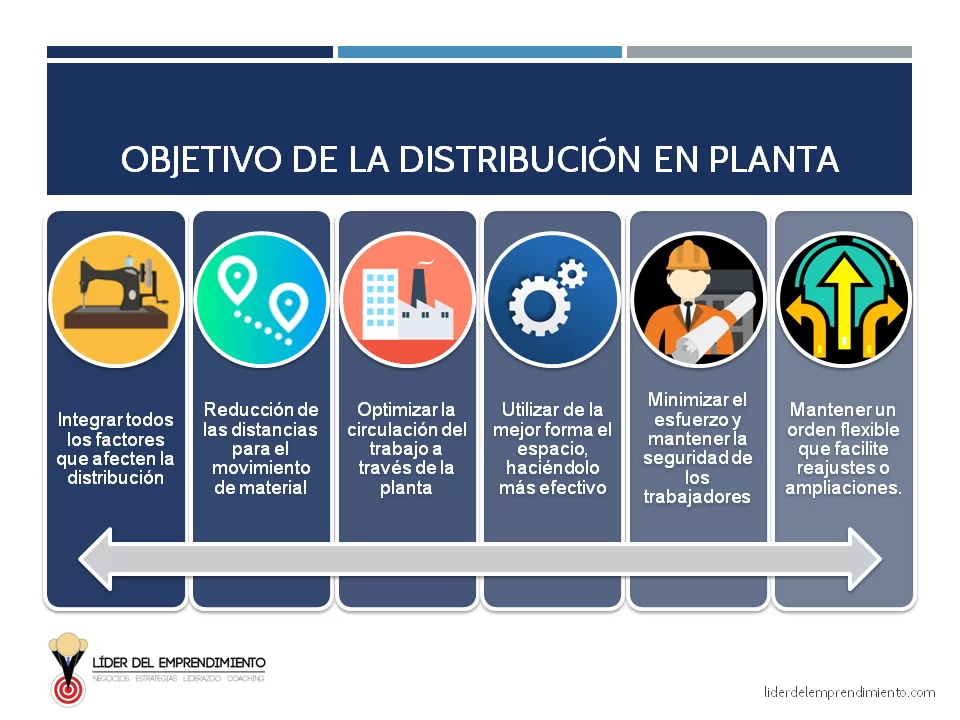 OBJETIVO DE LA DISTRIBUCIÓN EN PLANTA
Integrar todos
los factores
que afecten la
distribución
Reducción de
las distancias
para el
movimiento
de material
Optimizar la
circulación del
trabajo a
través de la
planta
Utilizar de la
mejor forma el
espacio,
haciéndolo
más efectivo
Minimizar el
esfuerzo y
mantener la
seguridad de
los
trabajadores
Mantener un
orden flexible
que facilite
reajustes o
ampliaciones.
LÍDER DEL EMPRENDIMIENTO
NEGOCIOS · ESTRATEGIAS · LIDERAZGO · COACHING
liderdelemprendimiento.com